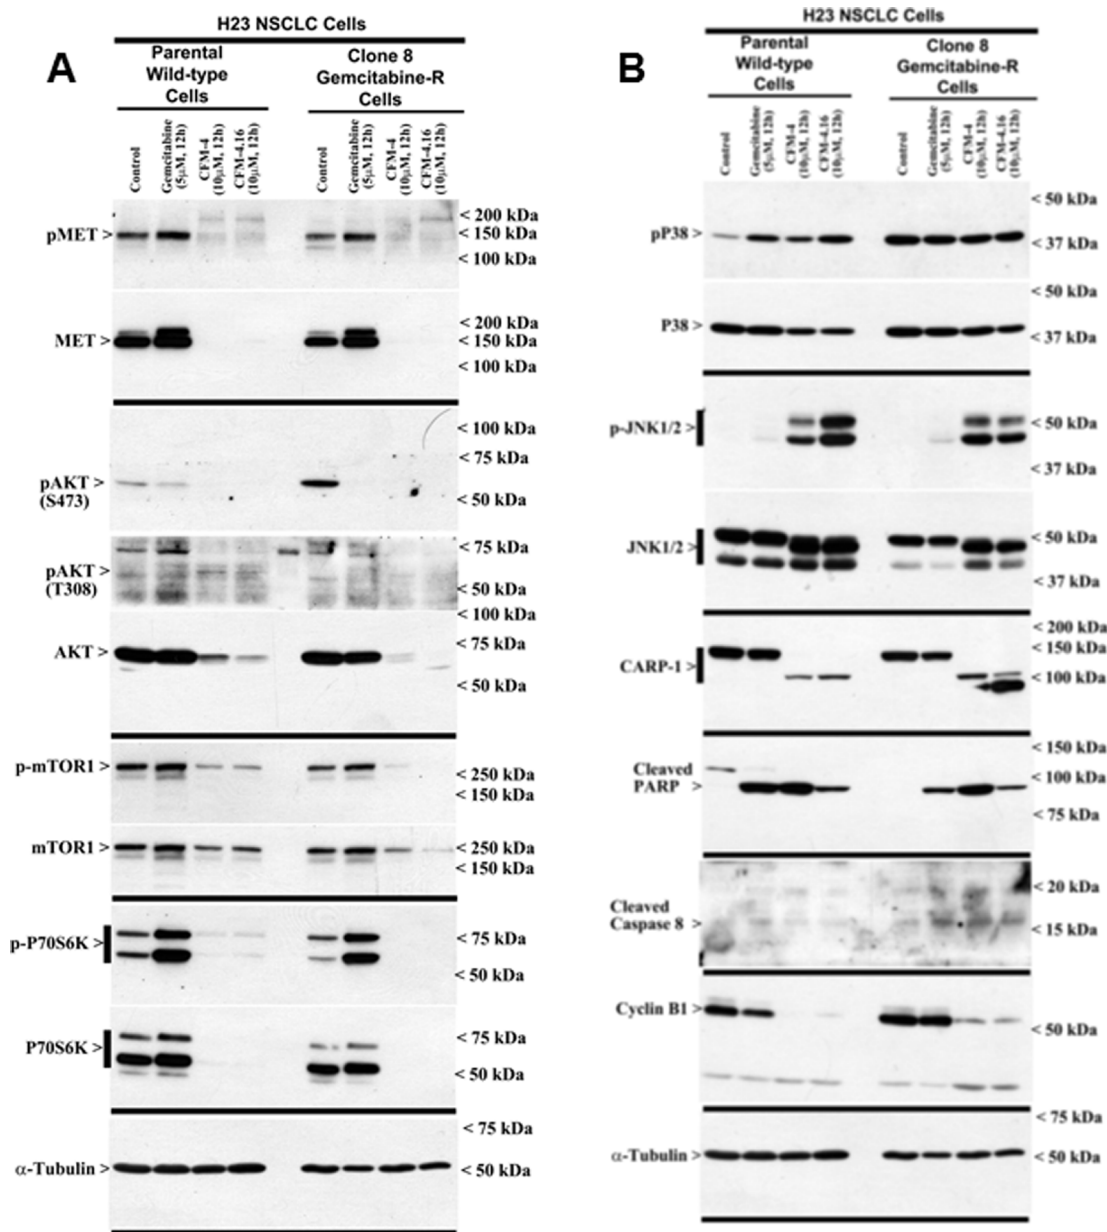 A
H23 NSCLC Cells
Parental
Wild-type
Cells
Clone 8
Gemcitabine-R
Cells
Control
Gemcitabine
(5µM, 12h)
CFM-4
(10µM, 12h)
CFM-4.16
(10µM, 12h)
Control
Gemcitabine
(5µM, 12h)
CFM-4
(10µM, 12h)
CFM-4.16
(10µM, 12h)
pMET >
< 200 kDa
< 150 kDa
< 100 kDa
MET >
< 200 kDa
< 150 kDa
< 100 kDa
pAKT >
(S473)
< 100 kDa
< 75 kDa
< 50 kDa
pAKT >
(T308)
< 75 kDa
< 50 kDa
AKT >
< 100 kDa
< 75 kDa
< 50 kDa
p-mTOR1 >
< 250 kDa
< 150 kDa
mTOR1 >
< 250 kDa
< 150 kDa
p-P70S6K >
< 75 kDa
< 50 kDa
P70S6K >
< 75 kDa
< 50 kDa
α-Tubulin >
< 75 kDa
< 50 kDa
B
H23 NSCLC Cells
Parental
Wild-type
Cells
Clone 8
Gemcitabine-R
Cells
Control
Gemcitabine
(5µM, 12h)
CFM-4
(10µM, 12h)
CFM-4.16
(10µM, 12h)
Control
Gemcitabine
(5µM, 12h)
CFM-4
(10µM, 12h)
CFM-4.16
(10µM, 12h)
pP38 >
< 50 kDa
< 37 kDa
P38 >
< 50 kDa
< 37 kDa
p-JNK1/2 >
< 50 kDa
< 37 kDa
JNK1/2 >
< 50 kDa
< 37 kDa
CARP-1 >
< 200 kDa
< 150 kDa
< 100 kDa
Cleaved
PARP >
< 150 kDa
< 100 kDa
< 75 kDa
Cleaved
Caspase 8 >
< 20 kDa
< 15 kDa
Cyclin B1 >
< 50 kDa
α-Tubulin >
< 75 kDa
< 50 kDa